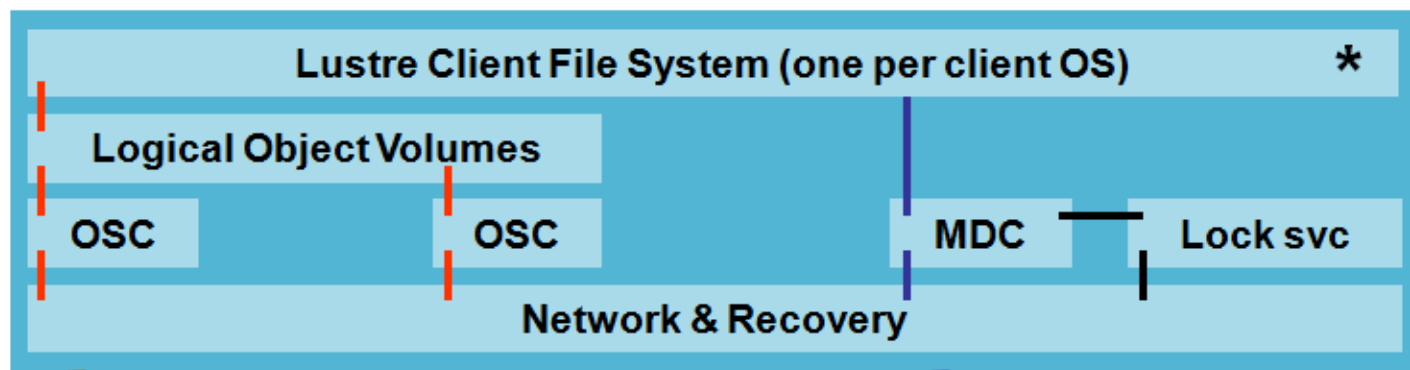 Lustre Client File System (one per client OS) *
Logical Object Volumes
OSC OSC MDC Lock svc
Network & Recovery